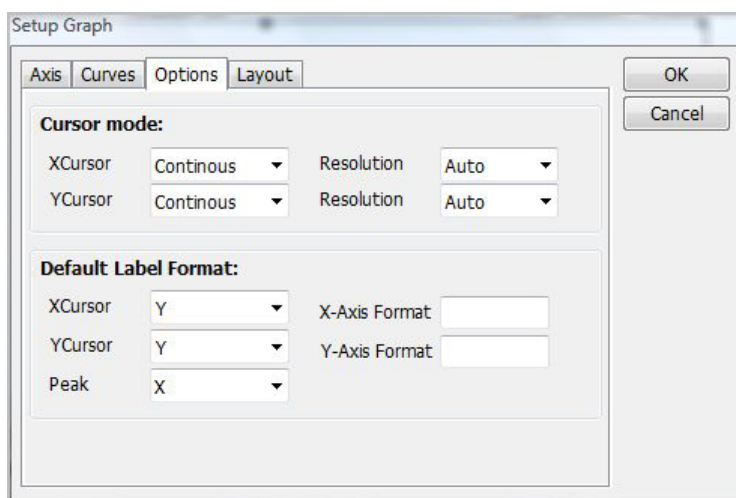 Setup Graph
Axis Curves Options Layout
OK
Cancel
Cursor mode:
XCursor Continous Resolution Auto
YCursor Continous Resolution Auto
Default Label Format:
XCursor Y X-Axis Format
YCursor Y Y-Axis Format
Peak X